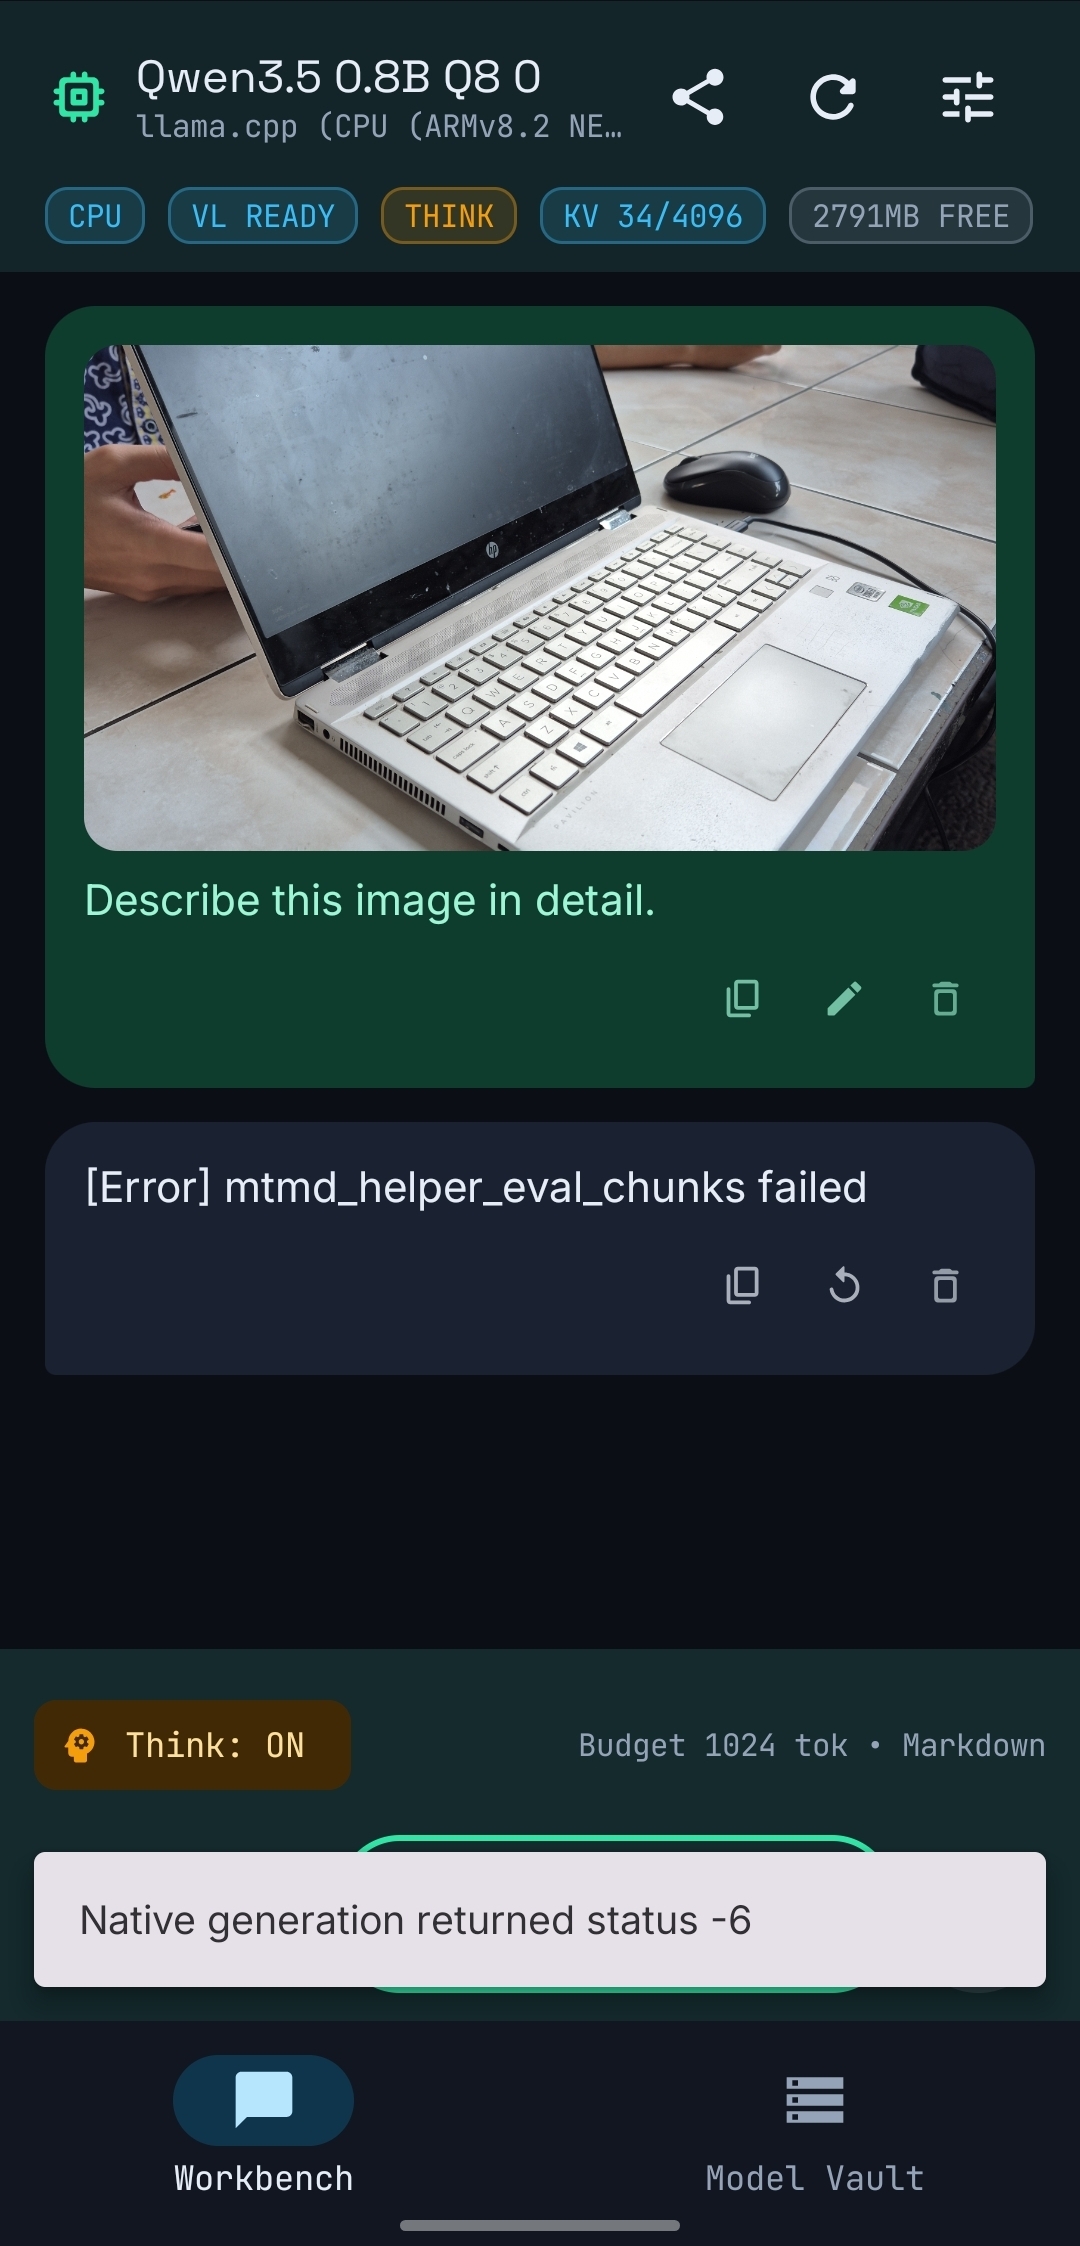 Qwen3.5 0.8B Q8 0
llama.cpp (CPU (ARMv8.2 NE…
CPU
VL READY
THINK
KV 34/4096
2791MB FREE
hp
PAVILION
Describe this image in detail.
[Error] mtmd_helper_eval_chunks failed
Think: ON
Budget 1024 tok • Markdown
Native generation returned status -6
Workbench
Model Vault